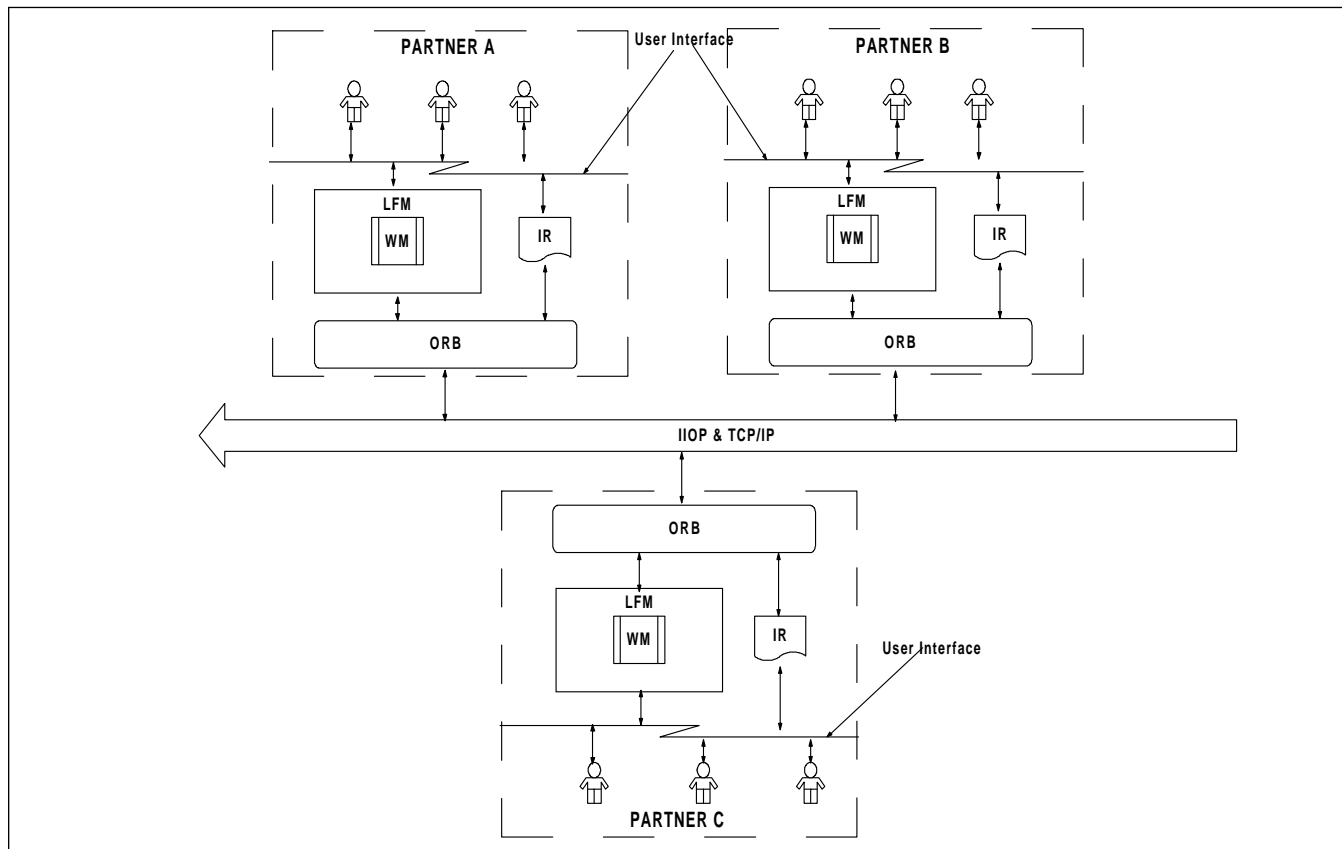 PARTNER A
User Interface
PARTNER B
LFM
WM
IR
ORB
LFM
WM
IR
ORB
IIOP & TCP/IP
ORB
LFM
WM
IR
User Interface
PARTNER C